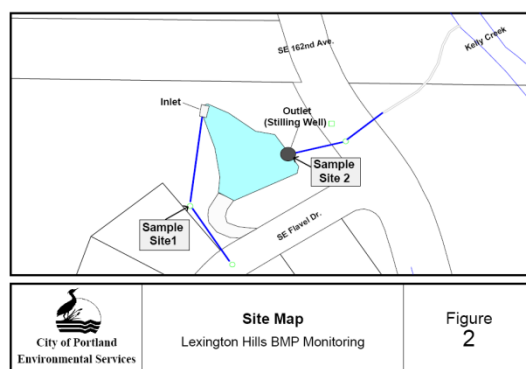 SE 162nd Ave.
Kelly Creek
Inlet
Outlet
(Stilling Well)
Sample
Site 2
Sample
Site1
SE Flavel Dr.
City of Portland
Environmental Services
Site Map
Lexington Hills BMP Monitoring
Figure
2